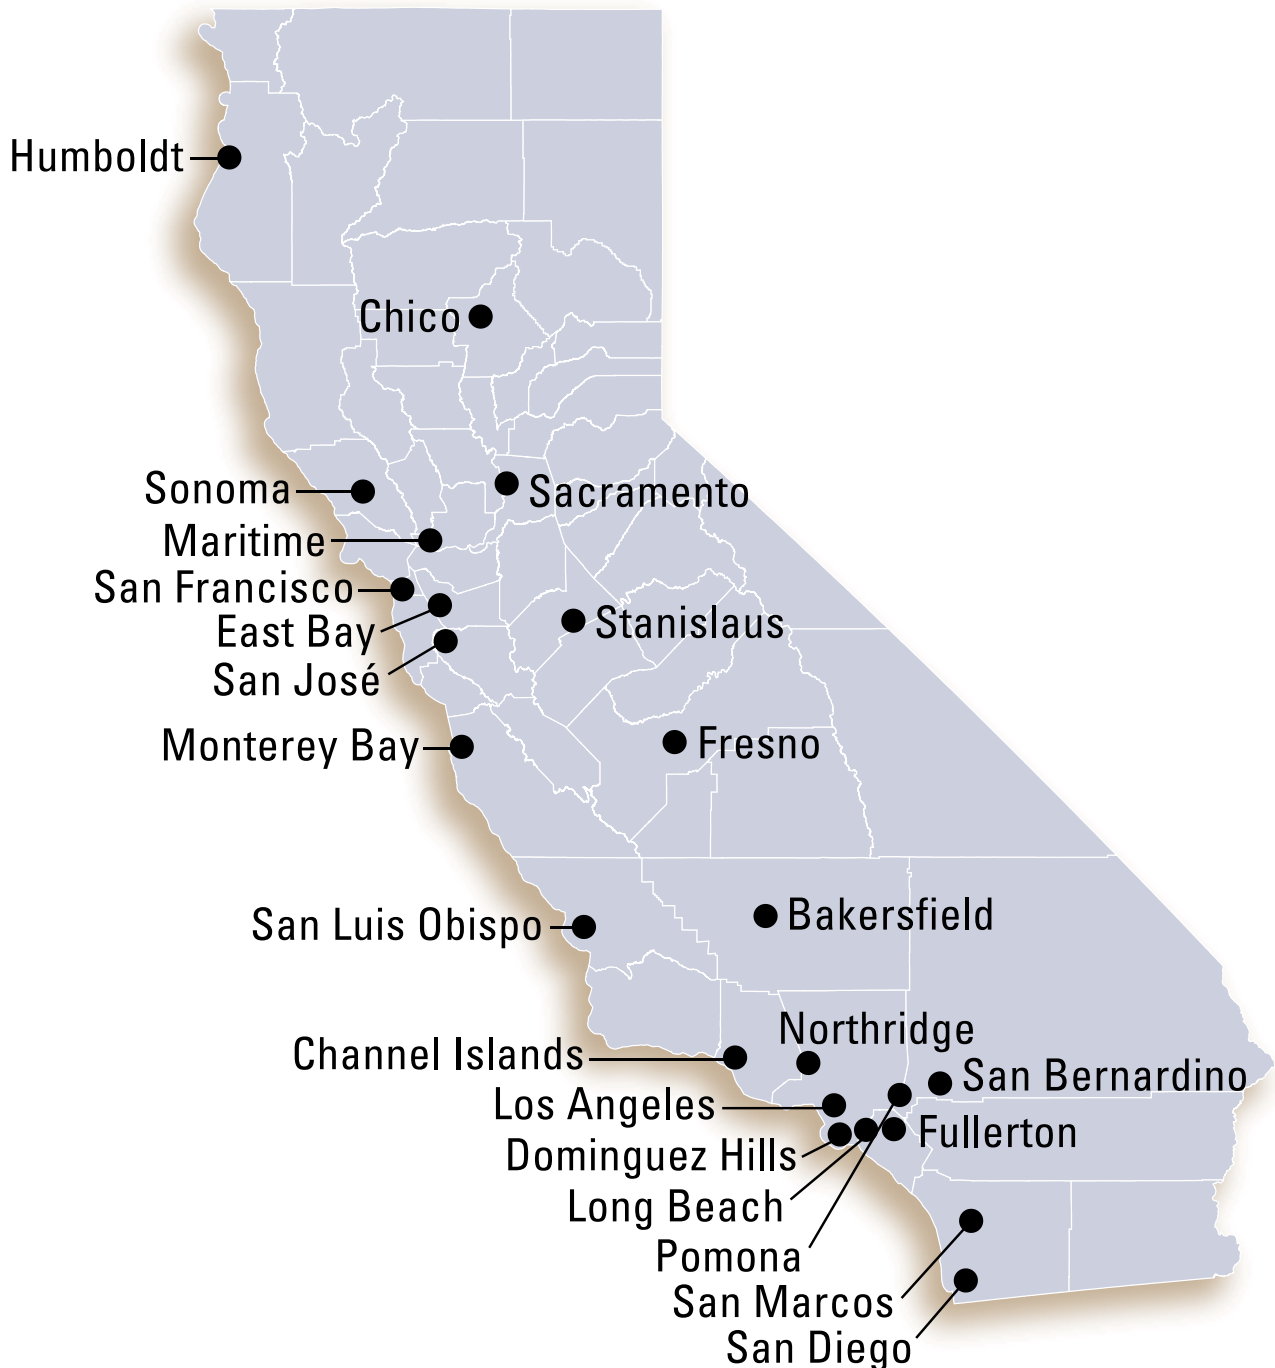 Humboldt
Chico
Sonoma
Sacramento
Maritime
San Francisco
East Bay
Stanislaus
San José
Monterey Bay
Fresno
San Luis Obispo
Bakersfield
Northridge
Channel Islands
San Bernardino
Los Angeles
Fullerton
Dominguez Hills
Long Beach
Pomona
San Marcos
San Diego